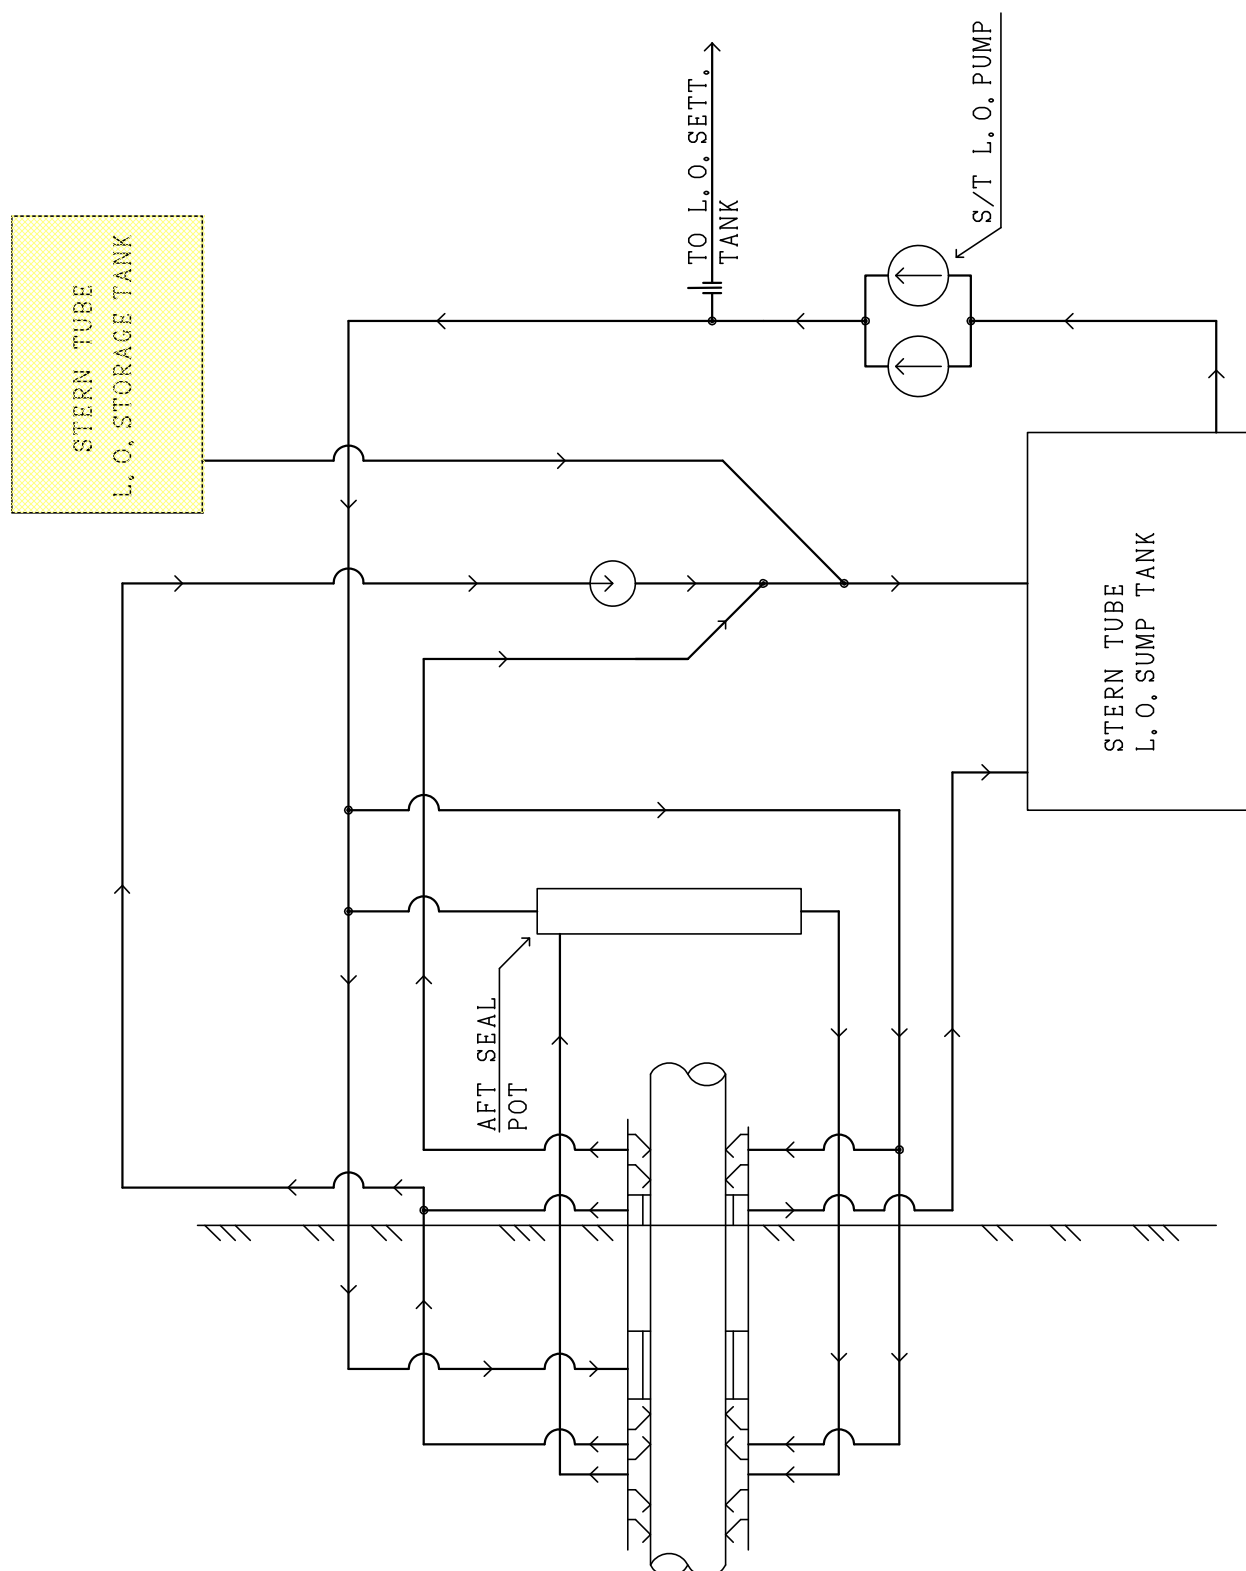 STERN TUBE
L.O. STORAGE TANK
TO L.O. SETT.
TANK
S/T L.O. PUMP
STERN TUBE
L.O. SUMP TANK
AFT SEAL
POT